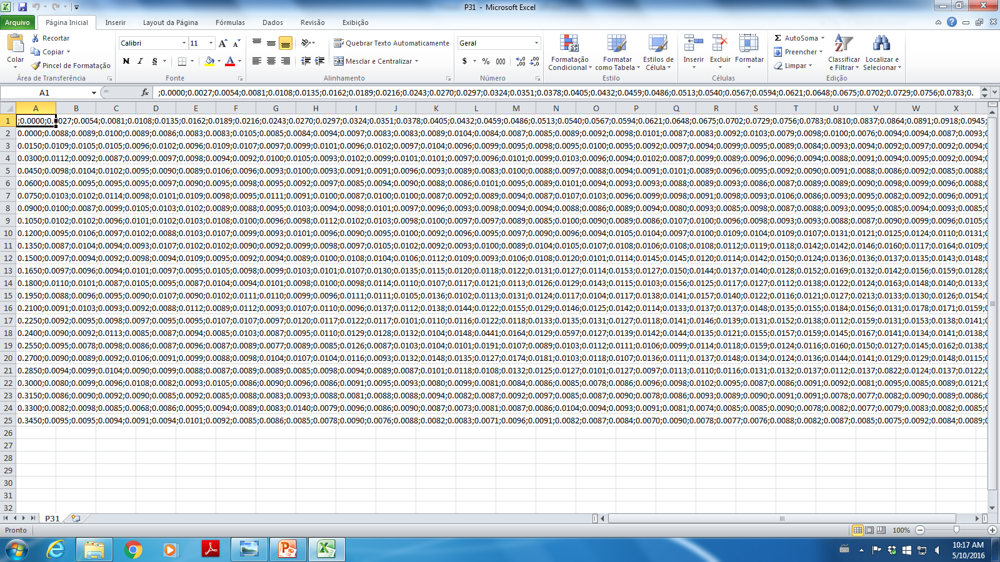 P31 - Microsoft Excel
Arquivo Página Inicial Inserir Layout da Página Fórmulas Dados Revisão Exibição
Colar Recortar Copiar Pincel de Formatação
Calibri 11 Quebrar Texto Automaticamente Geral
N I S Mesclar e Centralizar $ % 000
Formatação Condicional Formatar como Tabela Estilos de Célula Inserir Excluir Formatar
AutoSoma Preencher Limpar Classificar e Filtrar Localizar e Selecionar
Área de Transferência Fonte Alinhamento Número Estilo Células Edição
A1 fx ;0.0000;0.0027;0.0054;0.0081;0.0108;0.0135;0.0162;0.0189;0.0216;0.0243;0.0270;0.0297;0.0324;0.0351;0.0378;0.0405;0.0432;0.0459;0.0486;0.0513;0.0540;0.0567;0.0594;0.0621;0.0648;0.0675;0.0702;0.0729;0.0756;0.0783;0.
A B C D E F G H I J K L M N O P Q R S T U V W X
1 ;0.0000;0.0027;0.0054;0.0081;0.0108;0.0135;0.0162;0.0189;0.0216;0.0243;0.0270;0.0297;0.0324;0.0351;0.0378;0.0405;0.0432;0.0459;0.0486;0.0513;0.0540;0.0567;0.0594;0.0621;0.0648;0.0675;0.0702;0.0729;0.0756;0.0783;0.0810;0.0837;0.0864;0.0891;0.0918;0.0945;
2 0.0000;0.0088;0.0089;0.0100;0.0089;0.0086;0.0083;0.0083;0.0105;0.0085;0.0084;0.0094;0.0097;0.0083;0.0083;0.0089;0.0104;0.0084;0.0087;0.0085;0.0089;0.0092;0.0098;0.0101;0.0087;0.0083;0.0092;0.0103;0.0079;0.0098;0.0100;0.0076;0.0094;0.0094;0.0087;0.0093;
3 0.0150;0.0109;0.0105;0.0105;0.0096;0.0102;0.0096;0.0109;0.0107;0.0097;0.0099;0.0101;0.0096;0.0102;0.0097;0.0104;0.0096;0.0099;0.0095;0.0098;0.0095;0.0100;0.0095;0.0092;0.0097;0.0094;0.0099;0.0095;0.0089;0.0084;0.0093;0.0094;0.0092;0.0097;0.0092;0.0094;
4 0.0300;0.0112;0.0092;0.0087;0.0099;0.0097;0.0098;0.0094;0.0092;0.0100;0.0105;0.0093;0.0102;0.0099;0.0101;0.0101;0.0097;0.0096;0.0101;0.0099;0.0103;0.0096;0.0094;0.0102;0.0087;0.0099;0.0089;0.0096;0.0096;0.0094;0.0088;0.0091;0.0094;0.0095;0.0092;0.0094;
5 0.0450;0.0098;0.0104;0.0102;0.0095;0.0090;0.0089;0.0106;0.0096;0.0093;0.0100;0.0093;0.0091;0.0091;0.0096;0.0093;0.0089;0.0083;0.0100;0.0088;0.0097;0.0088;0.0094;0.0091;0.0101;0.0089;0.0096;0.0095;0.0092;0.0090;0.0091;0.0088;0.0086;0.0092;0.0085;0.0088;
6 0.0600;0.0085;0.0095;0.0095;0.0095;0.0097;0.0090;0.0095;0.0098;0.0095;0.0092;0.0097;0.0085;0.0094;0.0090;0.0088;0.0086;0.0101;0.0095;0.0089;0.0101;0.0094;0.0093;0.0093;0.0088;0.0089;0.0093;0.0086;0.0087;0.0089;0.0089;0.0090;0.0098;0.0099;0.0096;0.0088;
7 0.0750;0.0103;0.0102;0.0114;0.0098;0.0101;0.0109;0.0098;0.0095;0.0111;0.0091;0.0100;0.0087;0.0100;0.0100;0.0087;0.0092;0.0089;0.0094;0.0087;0.0107;0.0103;0.0096;0.0099;0.0098;0.0091;0.0098;0.0093;0.0106;0.0086;0.0093;0.0095;0.0082;0.0092;0.0096;0.0091;
8 0.0900;0.0100;0.0087;0.0099;0.0105;0.0103;0.0102;0.0089;0.0088;0.0095;0.0103;0.0094;0.0098;0.0101;0.0097;0.0096;0.0093;0.0098;0.0094;0.0094;0.0088;0.0086;0.0089;0.0094;0.0080;0.0093;0.0085;0.0098;0.0087;0.0088;0.0093;0.0095;0.0085;0.0094;0.0093;0.0085;
9 0.1050;0.0102;0.0102;0.0096;0.0101;0.0102;0.0103;0.0108;0.0100;0.0096;0.0098;0.0112;0.0102;0.0103;0.0098;0.0100;0.0097;0.0097;0.0089;0.0085;0.0100;0.0090;0.0089;0.0086;0.0107;0.0100;0.0096;0.0098;0.0093;0.0093;0.0088;0.0087;0.0090;0.0099;0.0096;0.0105;
10 0.1200;0.0095;0.0106;0.0097;0.0102;0.0088;0.0103;0.0107;0.0099;0.0093;0.0101;0.0096;0.0090;0.0095;0.0100;0.0092;0.0096;0.0095;0.0097;0.0090;0.0096;0.0094;0.0105;0.0104;0.0097;0.0100;0.0109;0.0104;0.0109;0.0107;0.0131;0.0121;0.0125;0.0124;0.0110;0.0131;
11 0.1350;0.0087;0.0104;0.0094;0.0093;0.0107;0.0102;0.0102;0.0090;0.0092;0.0099;0.0098;0.0097;0.0105;0.0102;0.0092;0.0093;0.0100;0.0089;0.0104;0.0105;0.0107;0.0108;0.0106;0.0108;0.0108;0.0112;0.0119;0.0118;0.0142;0.0142;0.0146;0.0160;0.0117;0.0164;0.0109;
12 0.1500;0.0097;0.0094;0.0092;0.0098;0.0094;0.0109;0.0095;0.0092;0.0094;0.0089;0.0100;0.0108;0.0104;0.0106;0.0112;0.0109;0.0093;0.0106;0.0108;0.0120;0.0101;0.0114;0.0145;0.0145;0.0120;0.0114;0.0142;0.0150;0.0124;0.0136;0.0136;0.0137;0.0135;0.0143;0.0148;
13 0.1650;0.0097;0.0096;0.0094;0.0101;0.0097;0.0095;0.0105;0.0098;0.0099;0.0103;0.0101;0.0107;0.0130;0.0135;0.0115;0.0120;0.0118;0.0122;0.0131;0.0127;0.0114;0.0153;0.0127;0.0150;0.0144;0.0137;0.0140;0.0128;0.0152;0.0169;0.0132;0.0142;0.0156;0.0159;0.0128;
14 0.1800;0.0110;0.0101;0.0087;0.0105;0.0095;0.0087;0.0104;0.0094;0.0101;0.0098;0.0100;0.0098;0.0114;0.0110;0.0107;0.0117;0.0121;0.0113;0.0126;0.0129;0.0143;0.0115;0.0103;0.0156;0.0125;0.0117;0.0127;0.0112;0.0138;0.0122;0.0124;0.0163;0.0148;0.0140;0.0133;
15 0.1950;0.0088;0.0096;0.0095;0.0090;0.0107;0.0090;0.0102;0.0111;0.0110;0.0099;0.0096;0.0111;0.0111;0.0105;0.0136;0.0102;0.0113;0.0131;0.0124;0.0117;0.0104;0.0117;0.0138;0.0141;0.0157;0.0140;0.0122;0.0116;0.0121;0.0127;0.0213;0.0133;0.0130;0.0126;0.0154;
16 0.2100;0.0091;0.0103;0.0093;0.0092;0.0088;0.0112;0.0089;0.0112;0.0093;0.0107;0.0110;0.0096;0.0137;0.0112;0.0138;0.0144;0.0122;0.0155;0.0129;0.0146;0.0125;0.0142;0.0114;0.0133;0.0137;0.0137;0.0148;0.0135;0.0155;0.0184;0.0156;0.0131;0.0178;0.0171;0.0159;
17 0.2250;0.0092;0.0095;0.0098;0.0097;0.0095;0.0095;0.0107;0.0107;0.0097;0.0120;0.0117;0.0122;0.0117;0.0101;0.0110;0.0116;0.0122;0.0118;0.0133;0.0135;0.0131;0.0127;0.0118;0.0141;0.0146;0.0139;0.0131;0.0152;0.0138;0.0112;0.0159;0.0131;0.0153;0.0138;0.0141;
18 0.2400;0.0090;0.0092;0.0113;0.0085;0.0087;0.0094;0.0085;0.0103;0.0087;0.0095;0.0110;0.0129;0.0128;0.0132;0.0104;0.0148;0.0441;0.0164;0.0129;0.0597;0.0127;0.0139;0.0142;0.0144;0.0135;0.0121;0.0155;0.0157;0.0159;0.0145;0.0167;0.0141;0.0134;0.0141;0.0138;
19 0.2550;0.0095;0.0078;0.0098;0.0086;0.0087;0.0096;0.0087;0.0089;0.0077;0.0089;0.0085;0.0126;0.0087;0.0103;0.0104;0.0101;0.0191;0.0107;0.0089;0.0103;0.0112;0.0111;0.0106;0.0099;0.0114;0.0118;0.0159;0.0124;0.0116;0.0160;0.0150;0.0127;0.0145;0.0162;0.0138;
20 0.2700;0.0090;0.0089;0.0092;0.0106;0.0091;0.0099;0.0088;0.0098;0.0104;0.0107;0.0104;0.0116;0.0093;0.0132;0.0148;0.0135;0.0127;0.0174;0.0181;0.0103;0.0118;0.0107;0.0136;0.0111;0.0137;0.0148;0.0134;0.0124;0.0136;0.0144;0.0141;0.0129;0.0129;0.0148;0.0115;
21 0.2850;0.0094;0.0099;0.0104;0.0090;0.0099;0.0088;0.0087;0.0089;0.0089;0.0085;0.0098;0.0094;0.0089;0.0087;0.0101;0.0118;0.0108;0.0132;0.0125;0.0127;0.0101;0.0127;0.0097;0.0113;0.0110;0.0116;0.0131;0.0132;0.0137;0.0112;0.0137;0.0822;0.0124;0.0137;0.0122;
22 0.3000;0.0080;0.0099;0.0096;0.0108;0.0082;0.0093;0.0105;0.0086;0.0090;0.0096;0.0086;0.0091;0.0095;0.0093;0.0080;0.0099;0.0081;0.0084;0.0086;0.0085;0.0078;0.0086;0.0096;0.0098;0.0102;0.0095;0.0087;0.0086;0.0091;0.0092;0.0081;0.0095;0.0085;0.0089;0.0121;
23 0.3150;0.0086;0.0090;0.0092;0.0090;0.0085;0.0092;0.0085;0.0088;0.0083;0.0093;0.0088;0.0081;0.0088;0.0088;0.0094;0.0082;0.0087;0.0092;0.0097;0.0085;0.0087;0.0090;0.0078;0.0086;0.0093;0.0089;0.0090;0.0091;0.0091;0.0078;0.0077;0.0082;0.0090;0.0089;0.0086;
24 0.3300;0.0082;0.0098;0.0085;0.0068;0.0086;0.0095;0.0094;0.0089;0.0083;0.0140;0.0079;0.0096;0.0086;0.0090;0.0087;0.0073;0.0081;0.0087;0.0086;0.0104;0.0094;0.0093;0.0091;0.0081;0.0074;0.0085;0.0085;0.0090;0.0078;0.0082;0.0077;0.0079;0.0083;0.0082;0.0085;
25 0.3450;0.0095;0.0095;0.0094;0.0091;0.0094;0.0101;0.0092;0.0085;0.0086;0.0085;0.0078;0.0090;0.0076;0.0088;0.0082;0.0083;0.0071;0.0096;0.0091;0.0082;0.0087;0.0084;0.0070;0.0090;0.0078;0.0077;0.0076;0.0088;0.0082;0.0087;0.0085;0.0075;0.0092;0.0084;0.0089;
26
27
28
29
30
31
32
P31
Pronto 100%
10:17 AM
5/10/2016